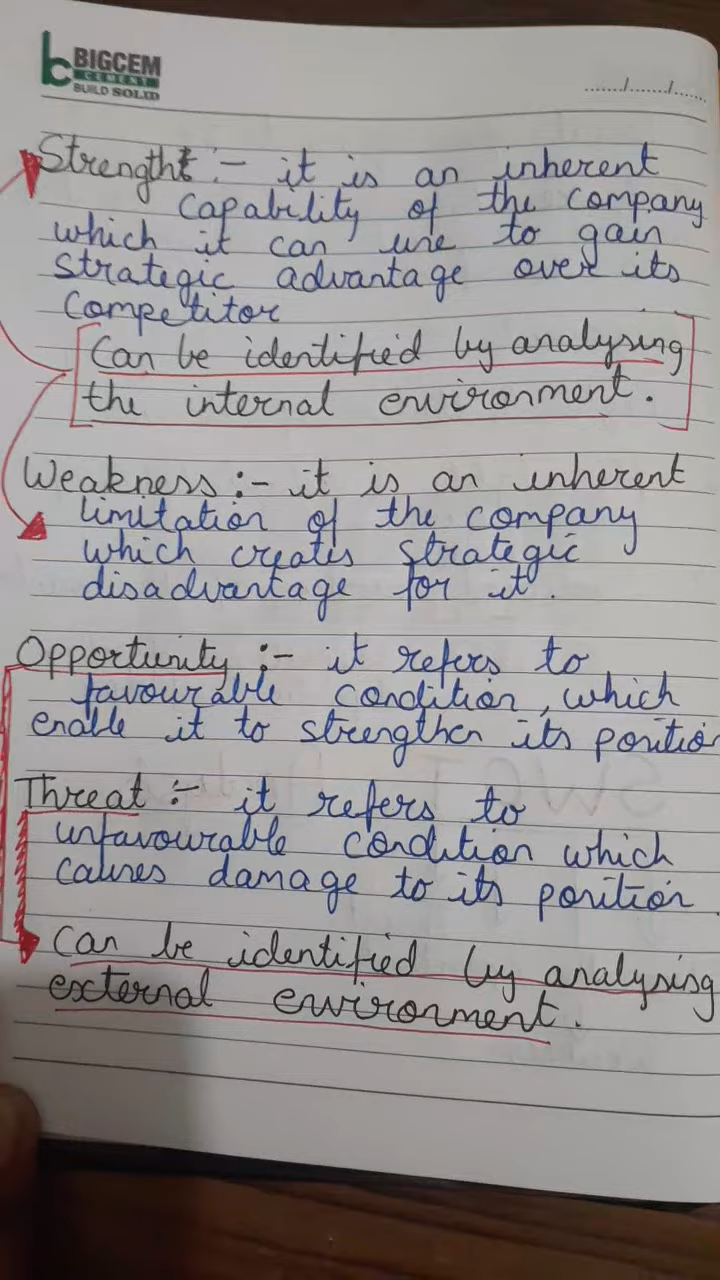 BIGCEM
CEMENT
BUILD SOLID
......./......./.......
Strength :- it is an inherent
capability of the company
which it can use to gain
strategic advantage over its
competitor
Can be identified by analysing
the internal environment.
Weakness :- it is an inherent
limitation of the company
which creates strategic
disadvantage for it.
Opportunity :- it refers to
favourable condition, which
enable it to strengthen its position
Threat :- it refers to
unfavourable condition which
causes damage to its position.
can be identified by analysing
external environment.